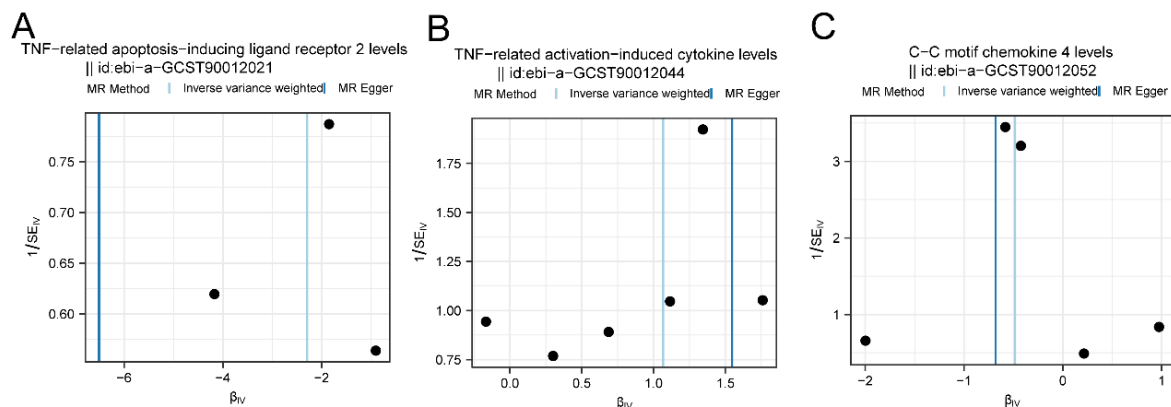 A
TNF−related apoptosis−inducing ligand receptor 2 levels
|| id:ebi-a-GCST90012021
MR Method Inverse variance weighted MR Egger
0.75
0.70
0.65
0.60
1/SE_IV
−6 −4 −2
β_IV
B
TNF−related activation−induced cytokine levels
|| id:ebi-a-GCST90012044
MR Method Inverse variance weighted MR Egger
1.75
1.50
1.25
1.00
0.75
1/SE_IV
0.0 0.5 1.0 1.5
β_IV
C
C−C motif chemokine 4 levels
|| id:ebi-a-GCST90012052
MR Method Inverse variance weighted MR Egger
3
2
1
1/SE_IV
−2 −1 0 1
β_IV